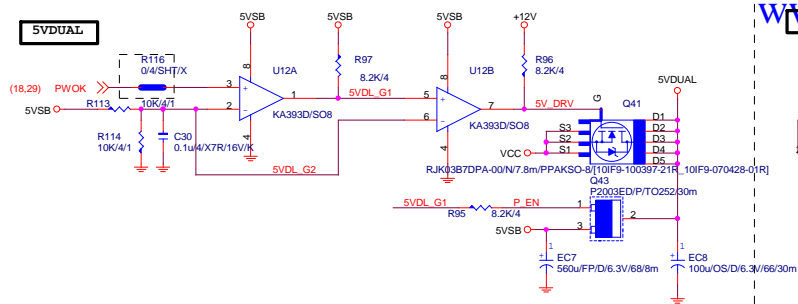 5VDUAL
5VSB
5VSB
5VSB
+12V
R116
0/4/SHT/X
U12A
R97
8.2K/4
U12B
R96
8.2K/4
5VDUAL
(18,29)
PWOK
8
3
+
1
5VDL_G1
8
5
+
7
5V_DRV
G
Q41
5VSB
R113
10K/4/1
2
-
6
-
S3
S2
S1
D1
D2
D3
D4
D5
R114
10K/4/1
C30
0.1u/4/X7R/16V/K
4
KA393D/SO8
4
KA393D/SO8
VCC
5VDL_G2
RJK03B7DPA-00/N/7.8m/PPAKSO-8/[10IF9-100397-21R_10IF9-070428-01R]
Q43
P2003ED/P/TO252/30m
5VDL_G1
P_EN
1
R95
8.2K/4
2
5VSB
3
1
+
EC7
560u/FP/D/6.3V/68/8m
1
+
EC8
100u/OS/D/6.3V/66/30m